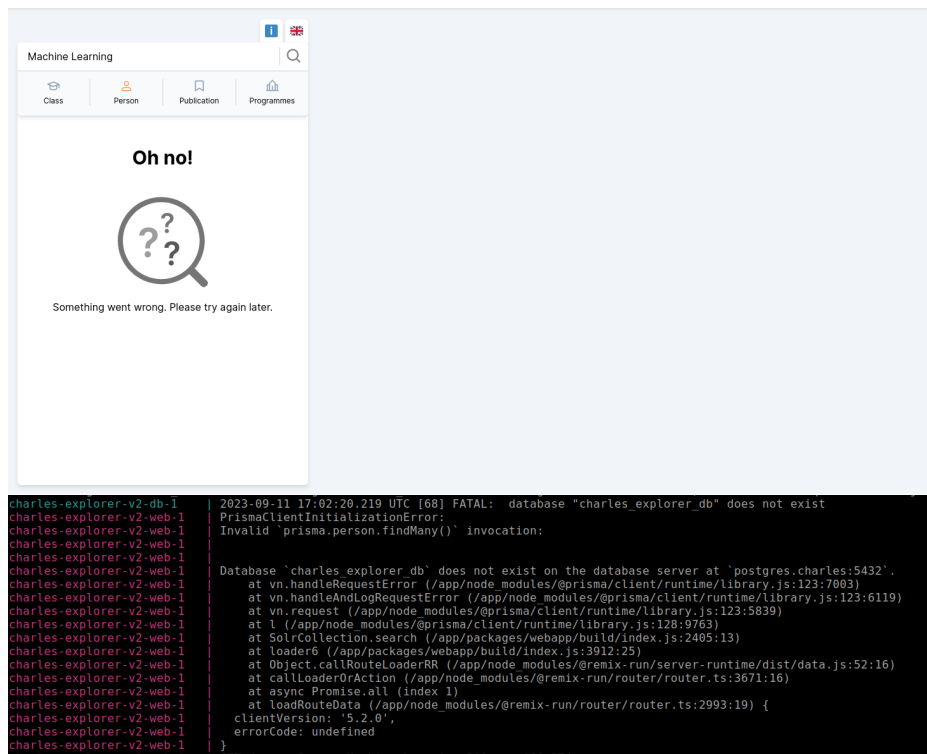 i
Machine Learning
Class
Person
Publication
Programmes
Oh no!
? ? ?
Something went wrong. Please try again later.
charles-explorer-v2-db-1 | 2023-09-11 17:02:20.219 UTC [68] FATAL:  database "charles_explorer_db" does not exist
charles-explorer-v2-web-1 | PrismaClientInitializationError:
charles-explorer-v2-web-1 | Invalid `prisma.person.findMany()` invocation:
charles-explorer-v2-web-1 |
charles-explorer-v2-web-1 |
charles-explorer-v2-web-1 | Database `charles_explorer_db` does not exist on the database server at `postgres.charles:5432`.
charles-explorer-v2-web-1 |     at vn.handleRequestError (/app/node_modules/@prisma/client/runtime/library.js:123:7003)
charles-explorer-v2-web-1 |     at vn.handleAndLogRequestError (/app/node_modules/@prisma/client/runtime/library.js:123:6119)
charles-explorer-v2-web-1 |     at vn.request (/app/node_modules/@prisma/client/runtime/library.js:123:5839)
charles-explorer-v2-web-1 |     at l (/app/node_modules/@prisma/client/runtime/library.js:128:9763)
charles-explorer-v2-web-1 |     at SolrCollection.search (/app/packages/webapp/build/index.js:2405:13)
charles-explorer-v2-web-1 |     at loader6 (/app/packages/webapp/build/index.js:3912:25)
charles-explorer-v2-web-1 |     at Object.callRouteLoaderRR (/app/node_modules/@remix-run/server-runtime/dist/data.js:52:16)
charles-explorer-v2-web-1 |     at callLoaderOrAction (/app/node_modules/@remix-run/router/router.ts:3671:16)
charles-explorer-v2-web-1 |     at async Promise.all (index 1)
charles-explorer-v2-web-1 |     at loadRouteData (/app/node_modules/@remix-run/router/router.ts:2993:19) {
charles-explorer-v2-web-1 |   clientVersion: '5.2.0',
charles-explorer-v2-web-1 |   errorCode: undefined
charles-explorer-v2-web-1 | }